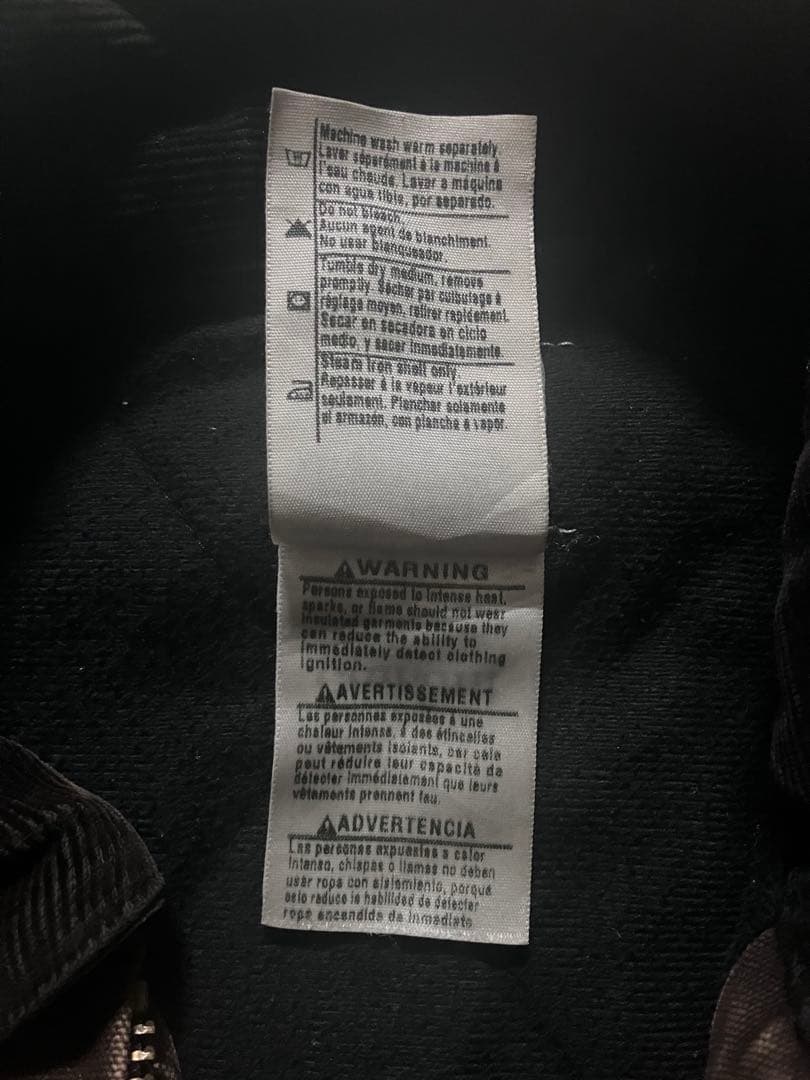 Machine wash warm separately.
Laver séparément à la machine à
l'eau chaude. Lavar a máquina
con agua tibia, por separado.
Do not bleach.
Aucun agent de blanchiment.
No usar blanqueador.
Tumble dry medium, remove
promptly. Sécher par culbutage à
réglage moyen, retirer rapidement.
Secar en secadora en ciclo
medio, y sacar inmediatamente.
Steam iron shell only.
Repasser à la vapeur l'extérieur
seulement. Planchar solamente
el armazón, con plancha a vapor.
WARNING
Persons exposed to intense heat,
sparks, or flame should not wear
insulated garments because they
can reduce the ability to
immediately detect clothing
ignition.
AVERTISSEMENT
Les personnes exposées à une
chaleur intense, à des étincelles
ou vêtements isolants, car cela
peut réduire leur capacité de
détecter immédiatement que leurs
vêtements prennent feu.
ADVERTENCIA
Las personas expuestas a calor
intenso, chispas o llamas no deben
usar ropa con aislamiento, porque
esto reduce la habilidad de detectar
ropa encendida de inmediato